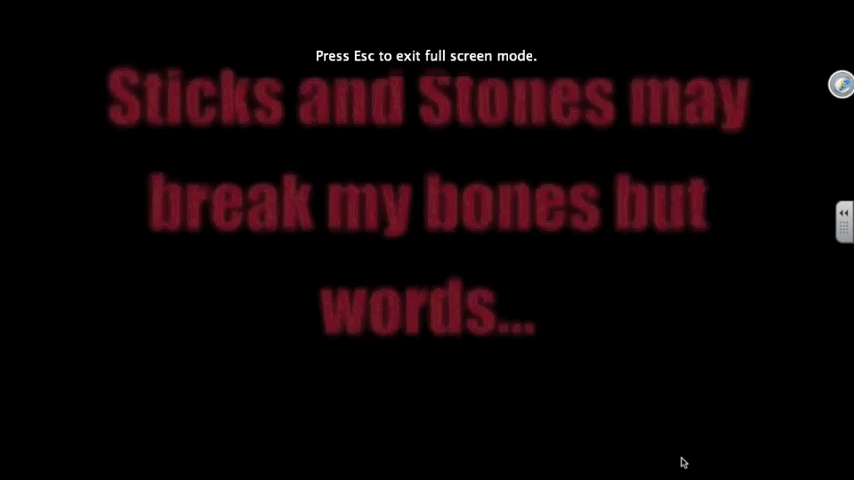 Press Esc to exit full screen mode.
Sticks and Stones may
break my bones but
words...